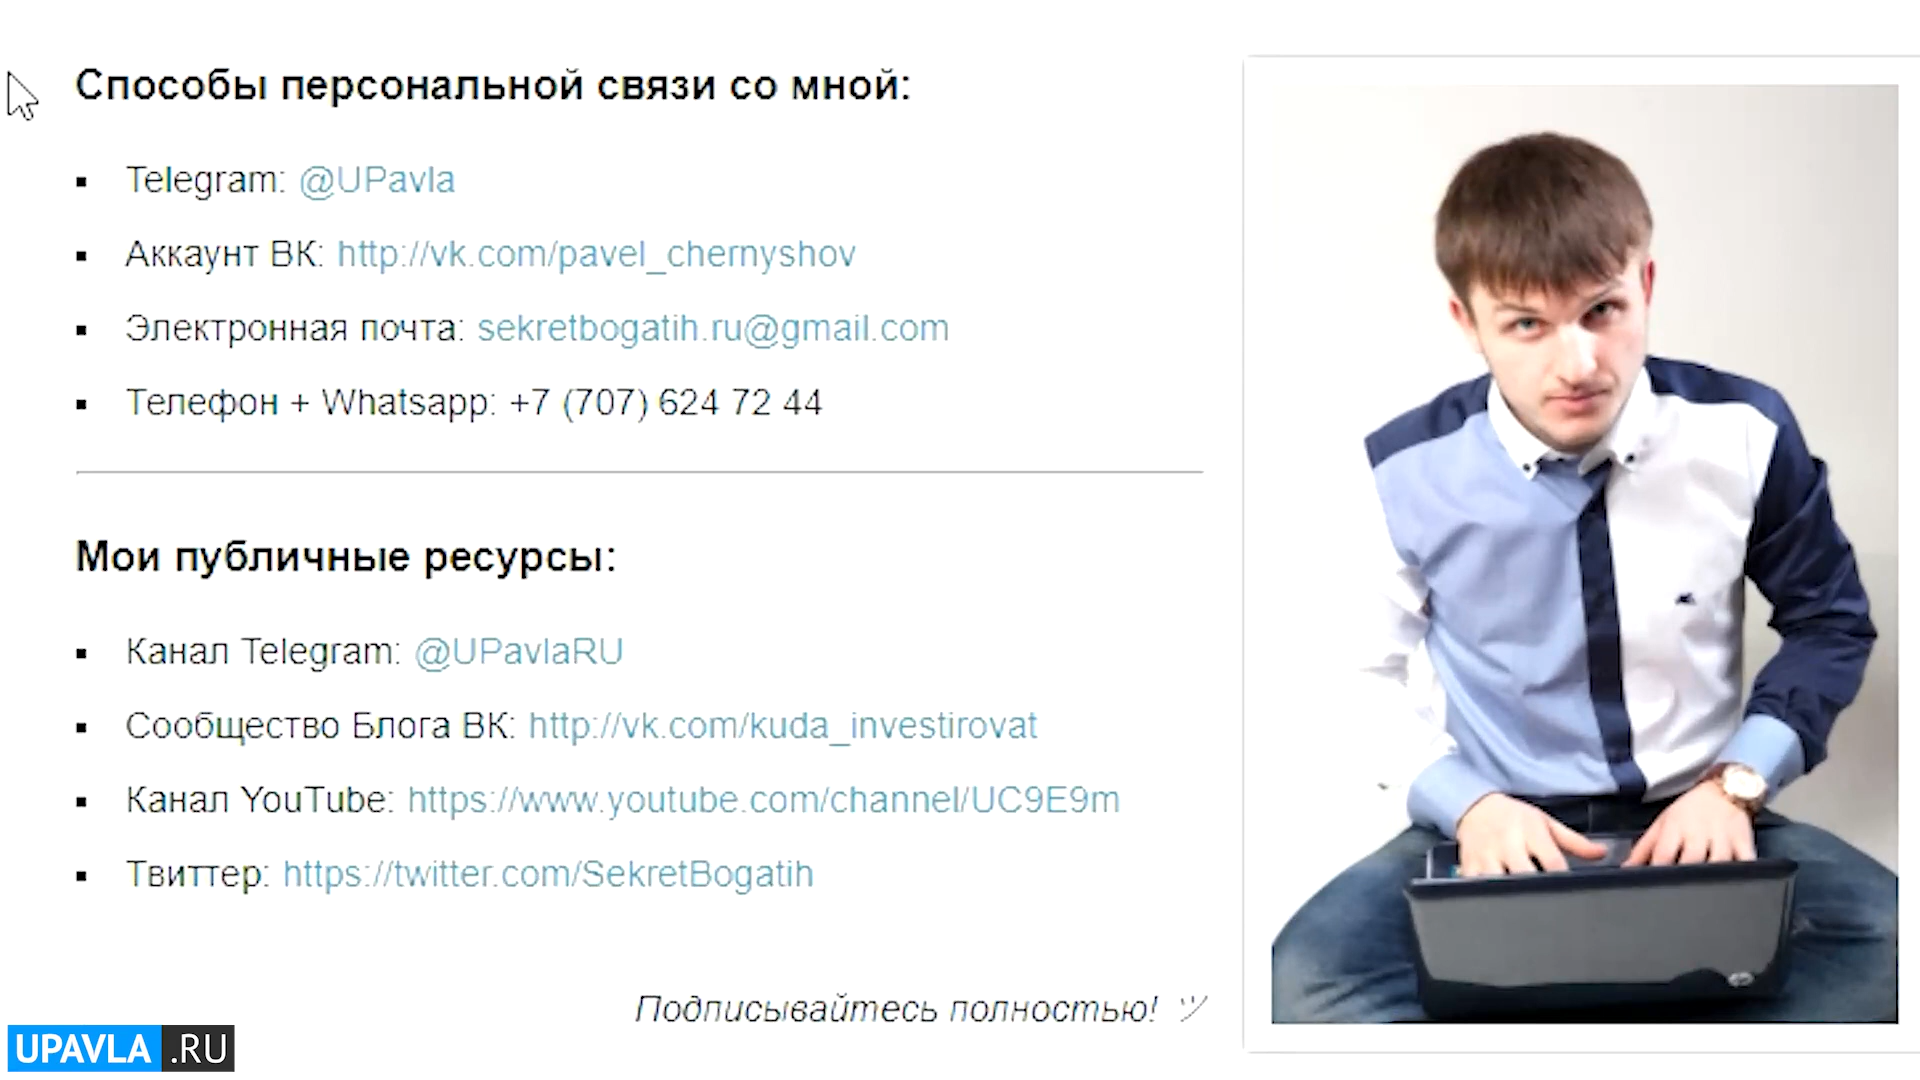 Способы персональной связи со мной:
Telegram: @UPavla
Аккаунт ВК: http://vk.com/pavel_chernyshov
Электронная почта: sekretbogatih.ru@gmail.com
Телефон + Whatsapp: +7 (707) 624 72 44
Мои публичные ресурсы:
Канал Telegram: @UPavlaRU
Сообщество Блога ВК: http://vk.com/kuda_investirovat
Канал YouTube: https://www.youtube.com/channel/UC9E9m
Твиттер: https://twitter.com/SekretBogatih
Подписывайтесь полностью! ツ
UPAVLA.RU
hp